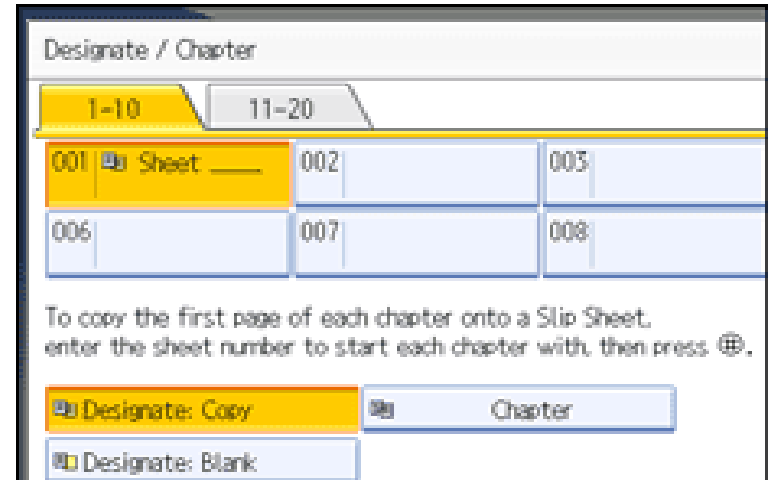 Designate / Chapter
1-10 11-20
001 Sheet ____ 002 003
006 007 008
To copy the first page of each chapter onto a Slip Sheet,
enter the sheet number to start each chapter with, then press #.
Designate: Copy Chapter
Designate: Blank